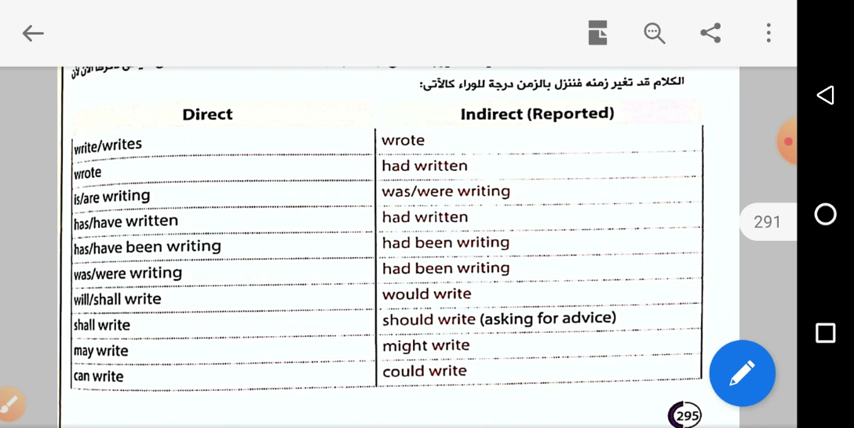 الكلام قد تغير زمنه فننزل بالزمن درجة للوراء كالآتى:
Direct Indirect (Reported)
write/writes wrote
wrote had written
is/are writing was/were writing
has/have written had written
has/have been writing had been writing
was/were writing had been writing
will/shall write would write
shall write should write (asking for advice)
may write might write
can write could write
291
295